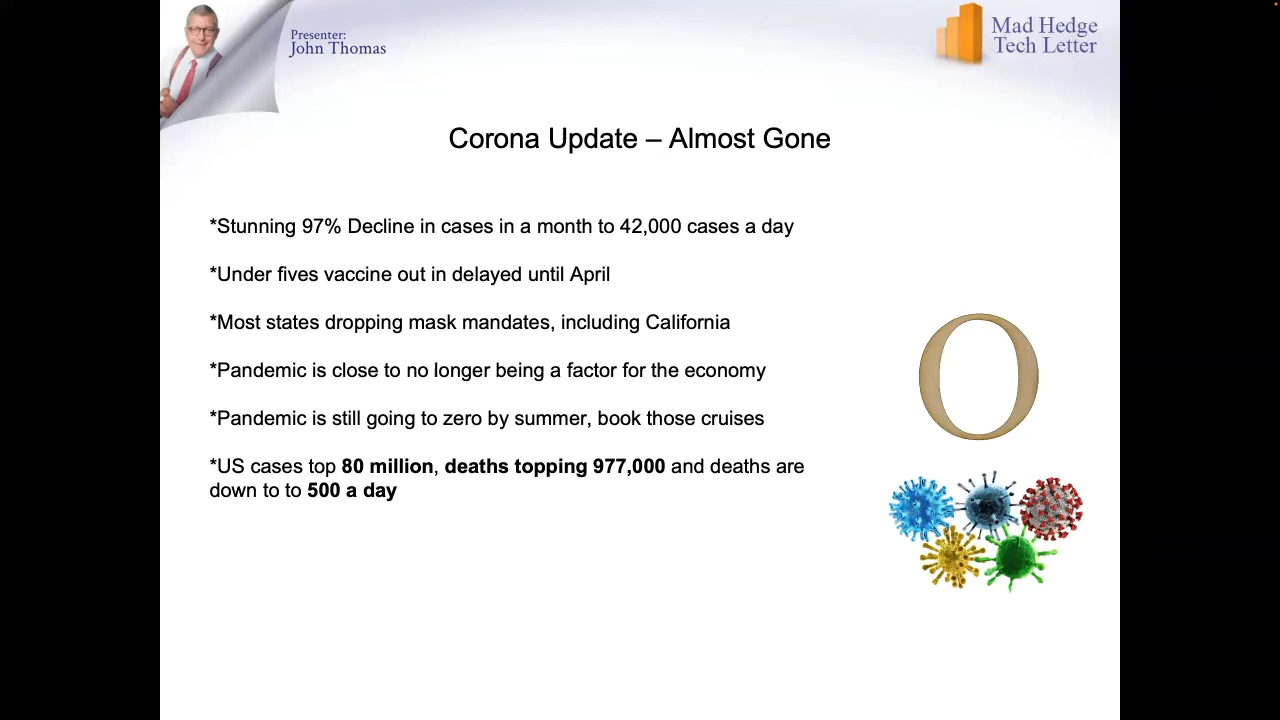 Presenter:
John Thomas
Mad Hedge
Tech Letter
Corona Update – Almost Gone
*Stunning 97% Decline in cases in a month to 42,000 cases a day
*Under fives vaccine out in delayed until April
*Most states dropping mask mandates, including California
*Pandemic is close to no longer being a factor for the economy
*Pandemic is still going to zero by summer, book those cruises
*US cases top 80 million, deaths topping 977,000 and deaths are
down to to 500 a day
O